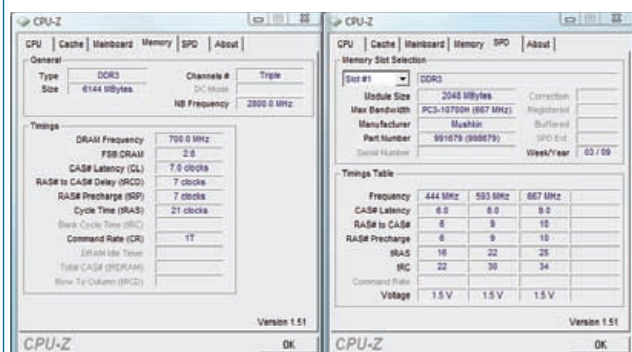 CPU-Z
CPU Cache Mainboard Memory SPD About
General
Type DDR3 Channels # Triple
Size 6144 MBytes DC Mode
NB Frequency 2800.0 MHz
Timings
DRAM Frequency 700.0 MHz
FSB:DRAM 2:8
CAS# Latency (CL) 7.0 clocks
RAS# to CAS# Delay (tRCD) 7 clocks
RAS# Precharge (tRP) 7 clocks
Cycle Time (tRAS) 21 clocks
Bank Cycle Time (tRC)
Command Rate (CR) 1T
DRAM Idle Timer
Total CAS# (tRDRAM)
Row To Column (tRCD)
Version 1.51
CPU-Z OK
CPU-Z
CPU Cache Mainboard Memory SPD About
Memory Slot Selection
Slot #1 DDR3
Module Size 2048 MBytes Correction
Max Bandwidth PC3-10700H (667 MHz) Registered
Manufacturer Mushkin Buffered
Part Number 991679 (996679) SPD Ext.
Serial Number Week/Year 03 / 09
Timings Table
Frequency 444 MHz 593 MHz 667 MHz
CAS# Latency 6.0 8.0 9.0
RAS# to CAS# 6 9 10
RAS# Precharge 6 9 10
tRAS 16 22 25
tRC 22 30 34
Command Rate
Voltage 1.5 V 1.5 V 1.5 V
Version 1.51
CPU-Z OK